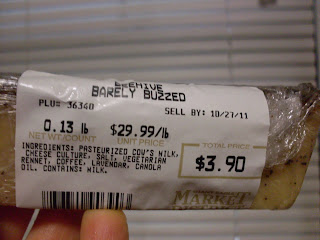 BEEHIVE
BARELY BUZZED
PLU# 36340
SELL BY: 10/27/11
0.13 lb $29.99/lb
NET WT/COUNT UNIT PRICE
TOTAL PRICE
$3.90
INGREDIENTS: PASTEURIZED COW'S MILK,
CHEESE CULTURE, SALT, VEGETARIAN
RENNET, COFFEE, LAVENDAR, CANOLA
OIL. CONTAINS: MILK.
MARKET